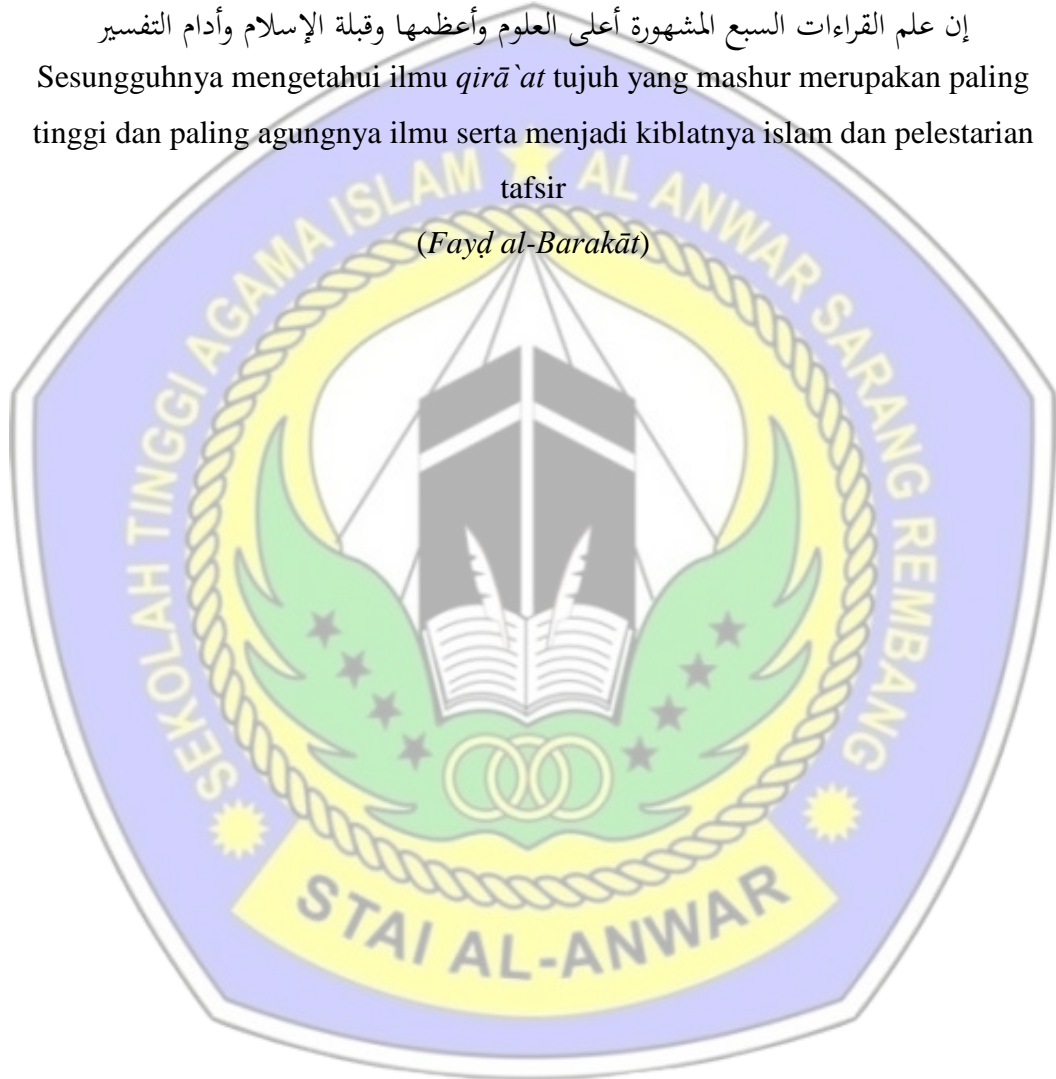 إن علم القراءات السبع المشهورة أعلى العلوم وأعظمها وقبلة الإسلام وأدام التفسير
Sesungguhnya mengetahui ilmu qirā`at tujuh yang mashur merupakan paling
tinggi dan paling agungnya ilmu serta menjadi kiblatnya islam dan pelestarian
tafsir
(Fayḍ al-Barakāt)
SEKOLAH TINGGI AGAMA ISLAM AL ANWAR SARANG REMBANG
STAI AL-ANWAR